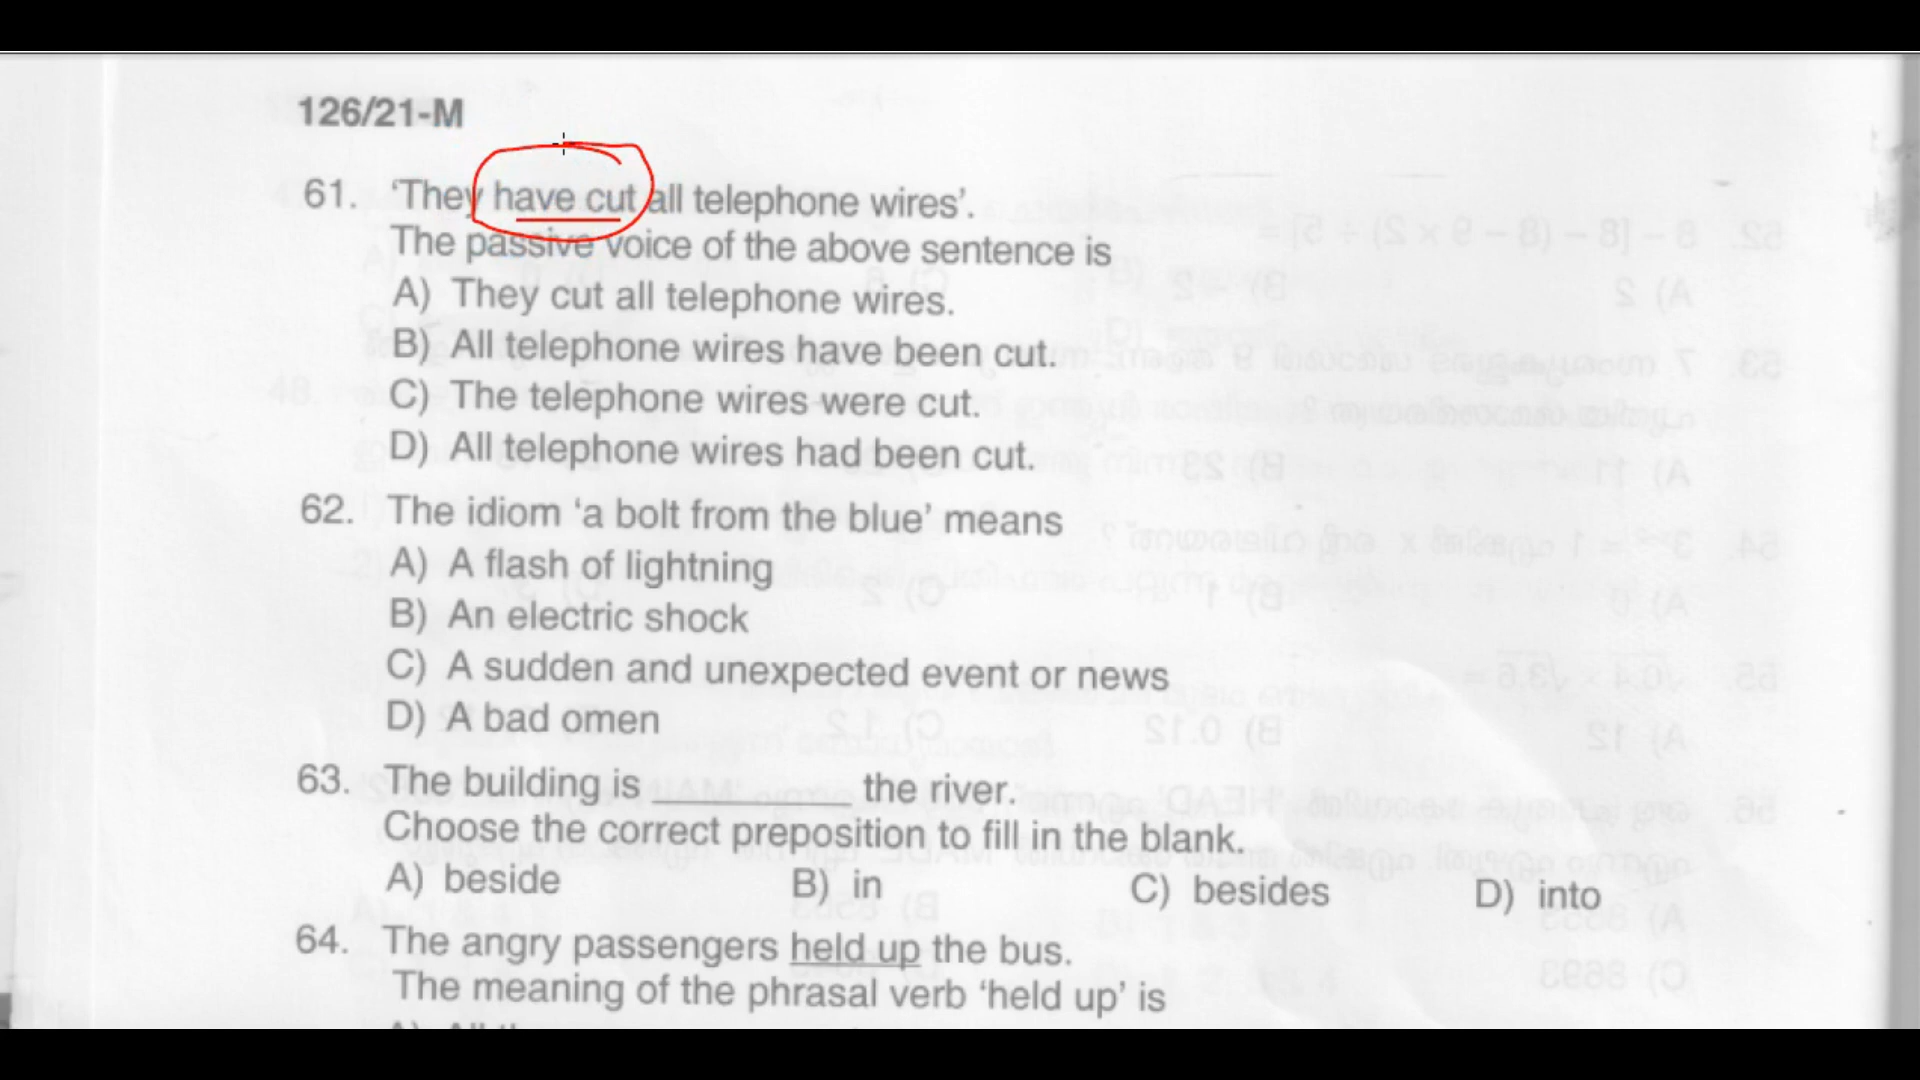 126/21-M
61. ‘They have cut all telephone wires’.
The passive voice of the above sentence is
A) They cut all telephone wires.
B) All telephone wires have been cut.
C) The telephone wires were cut.
D) All telephone wires had been cut.
62. The idiom ‘a bolt from the blue’ means
A) A flash of lightning
B) An electric shock
C) A sudden and unexpected event or news
D) A bad omen
63. The building is __________ the river.
Choose the correct preposition to fill in the blank.
A) beside B) in C) besides D) into
64. The angry passengers held up the bus.
The meaning of the phrasal verb ‘held up’ is